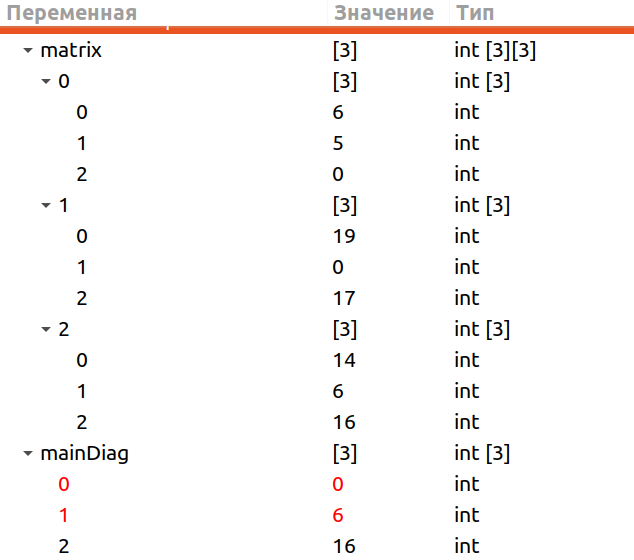 Переменная Значение Тип
matrix [3] int [3][3]
0 [3] int [3]
0 6 int
1 5 int
2 0 int
1 [3] int [3]
0 19 int
1 0 int
2 17 int
2 [3] int [3]
0 14 int
1 6 int
2 16 int
mainDiag [3] int [3]
0 0 int
1 6 int
2 16 int